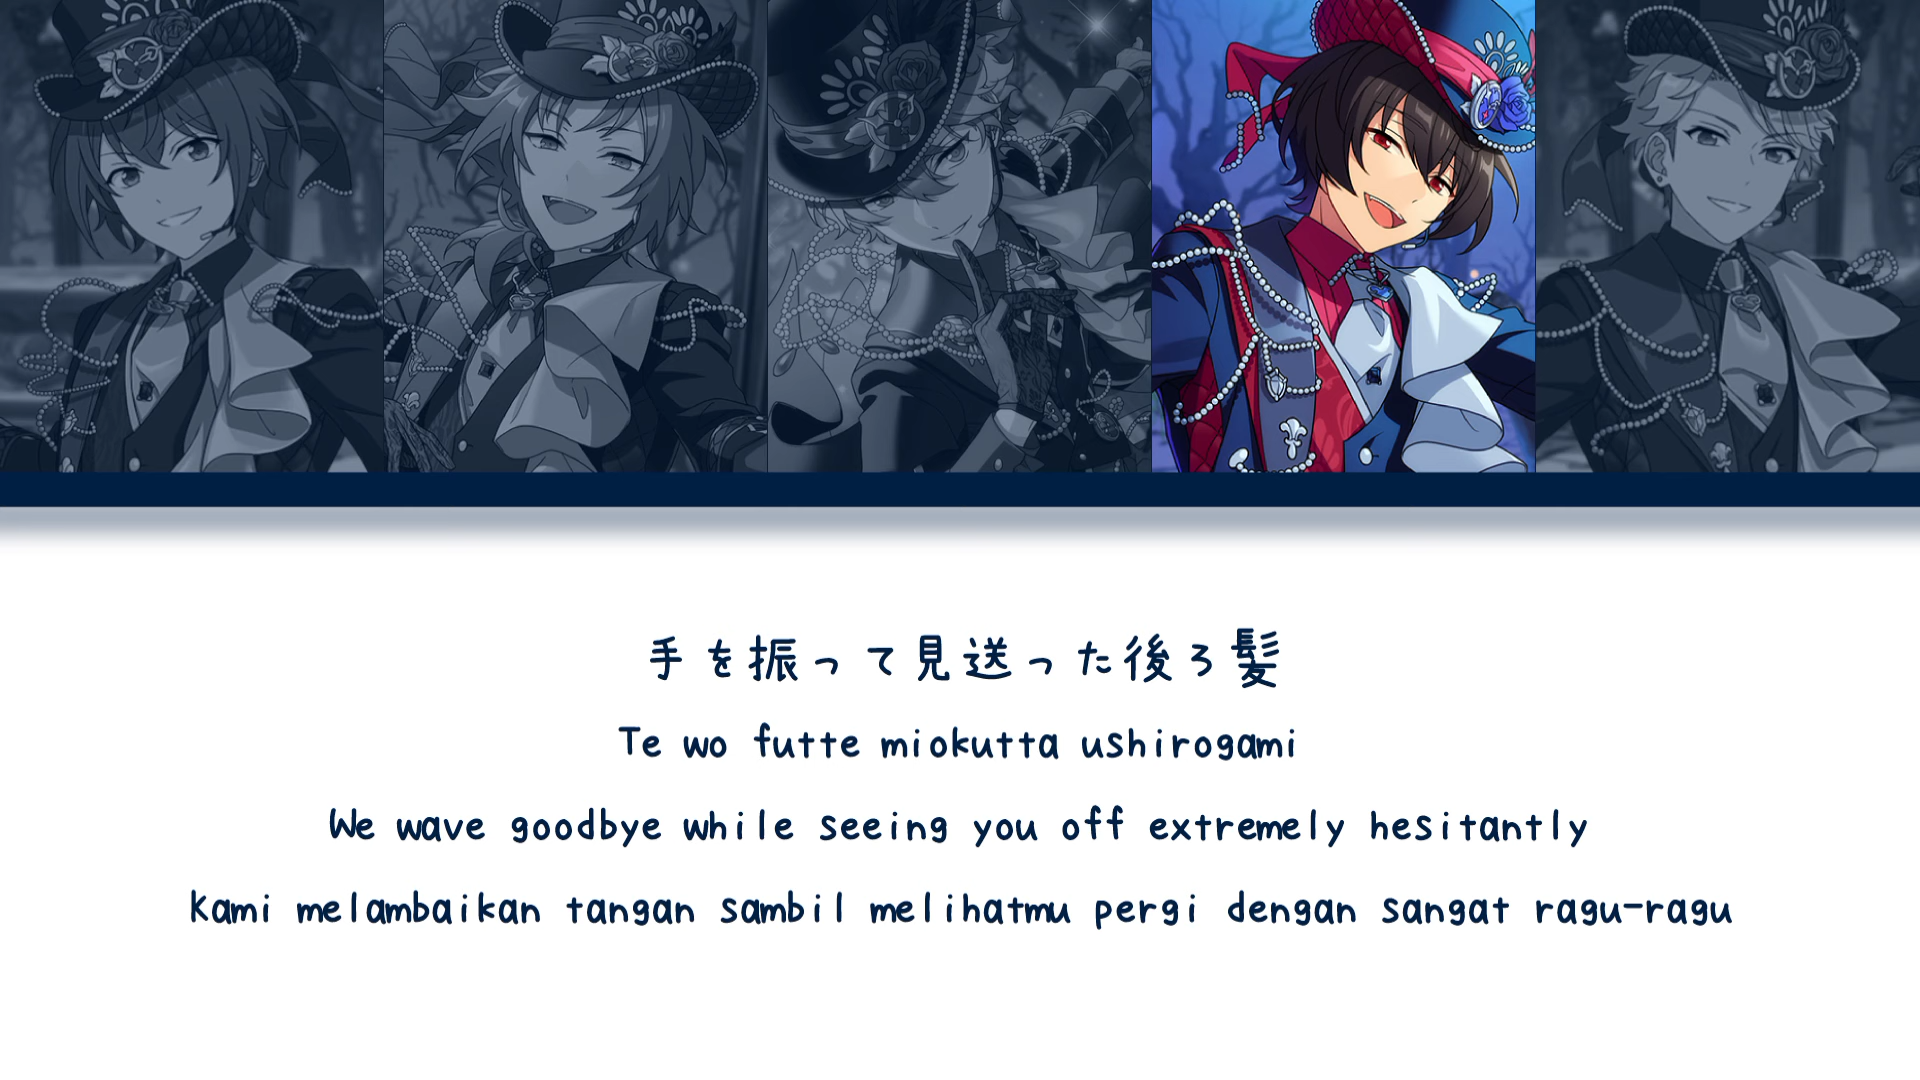 手を振って見送った後ろ髪
Te wo futte miokutta ushirogami
We wave goodbye while seeing you off extremely hesitantly
Kami melambaikan tangan sambil melihatmu pergi dengan sangat ragu-ragu